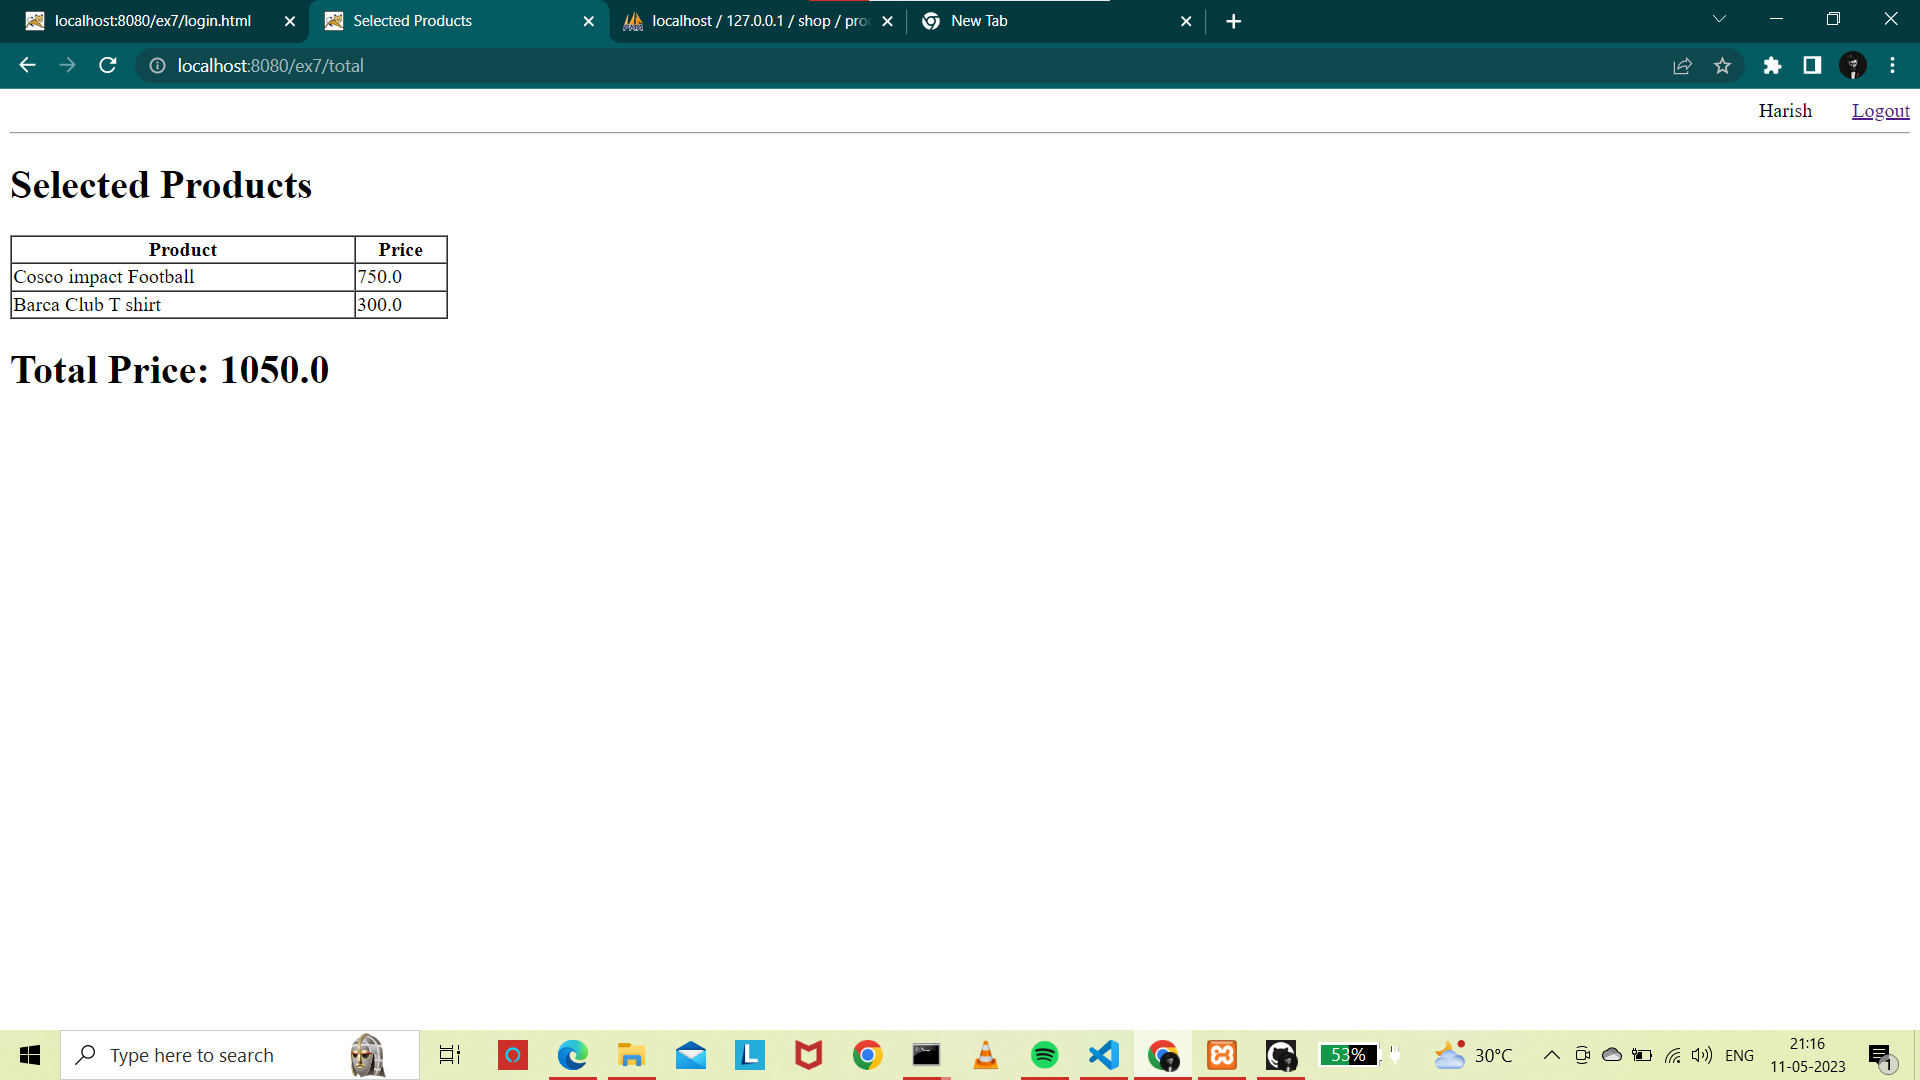 localhost:8080/ex7/login.html
Selected Products
localhost / 127.0.0.1 / shop / pro
New Tab
localhost:8080/ex7/total
Harish Logout
Selected Products
Product Price
Cosco impact Football 750.0
Barca Club T shirt 300.0
Total Price: 1050.0
Type here to search
L
53%
30°C
ENG
21:16
11-05-2023
1